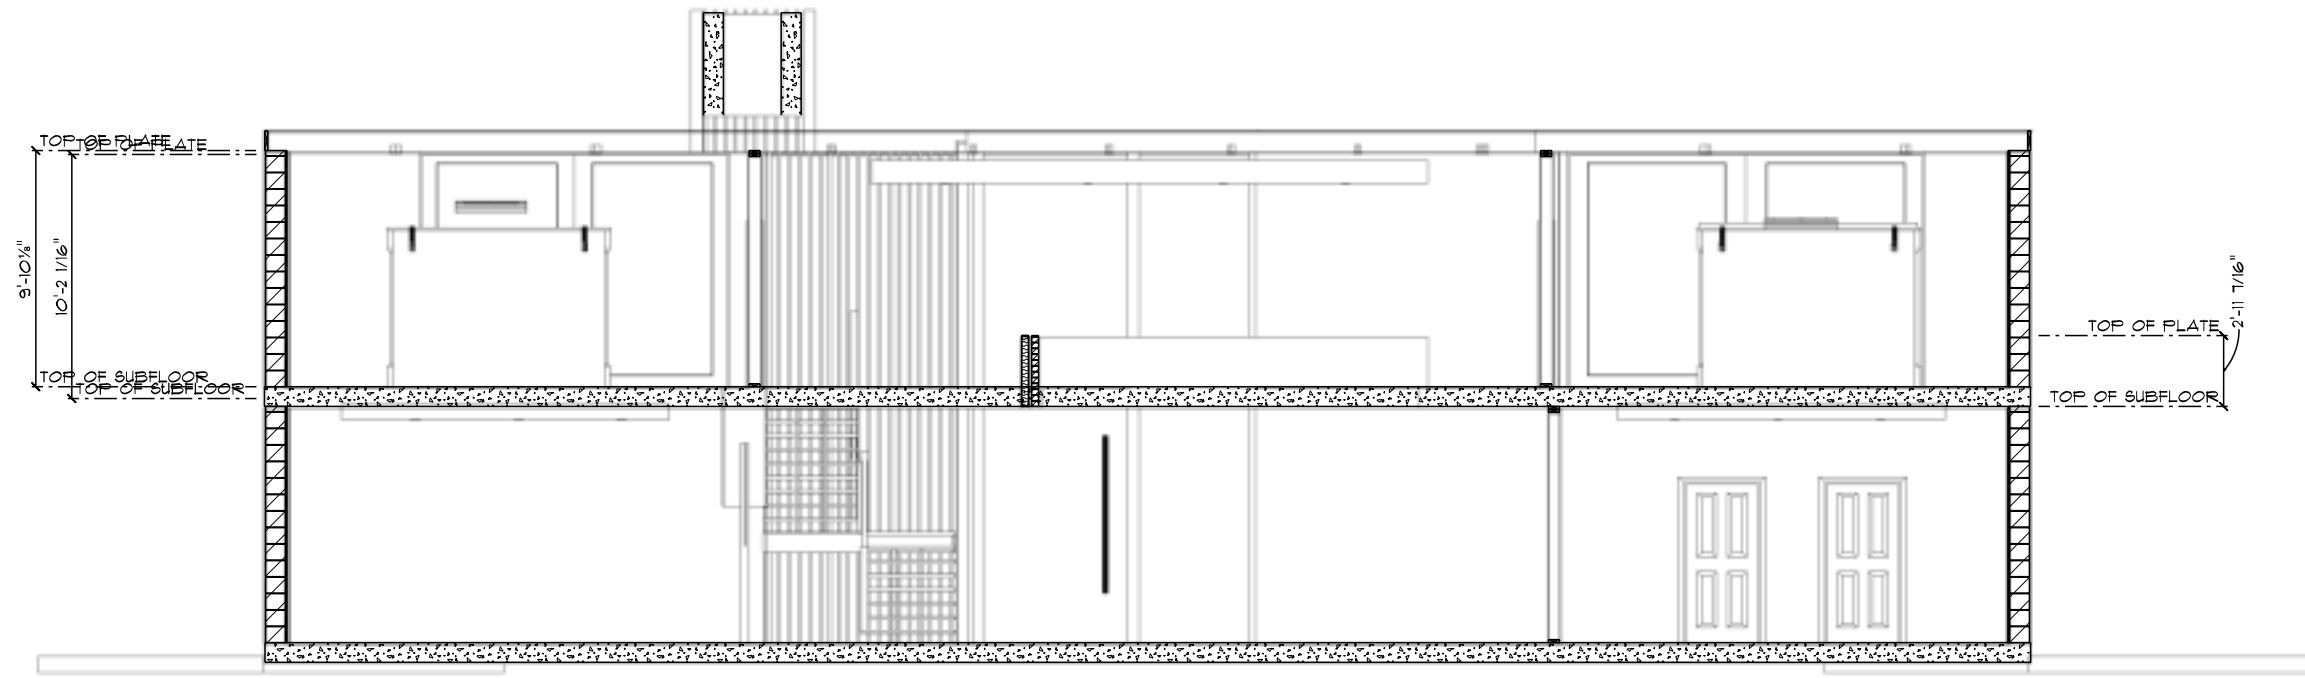 TOP OF PLATE
TOP OF PLATE
9'-10⅛"
10'-2 1/16"
TOP OF SUBFLOOR
TOP OF SUBFLOOR
2'-11 7/16"
TOP OF PLATE
TOP OF SUBFLOOR